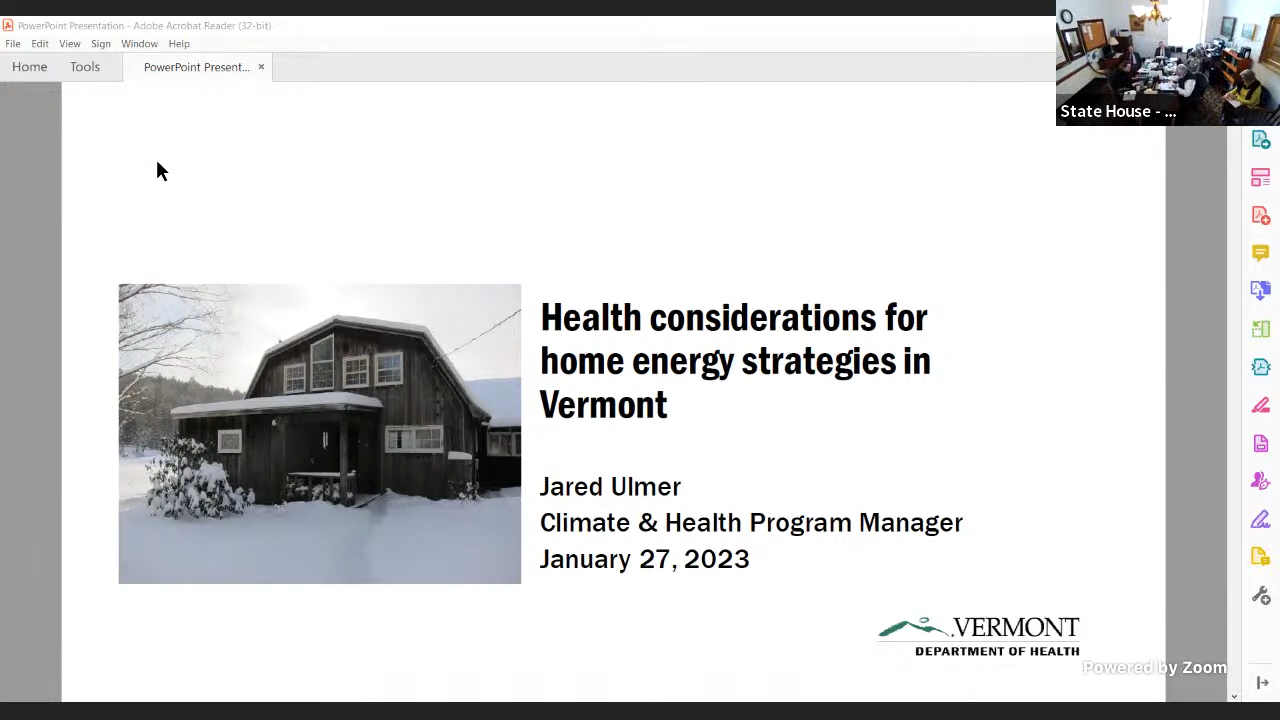 PowerPoint Presentation - Adobe Acrobat Reader (32-bit)
File Edit View Sign Window Help
Home Tools PowerPoint Present... ×
State House - ...
Health considerations for
home energy strategies in
Vermont
Jared Ulmer
Climate & Health Program Manager
January 27, 2023
VERMONT
DEPARTMENT OF HEALTH
Powered by Zoom